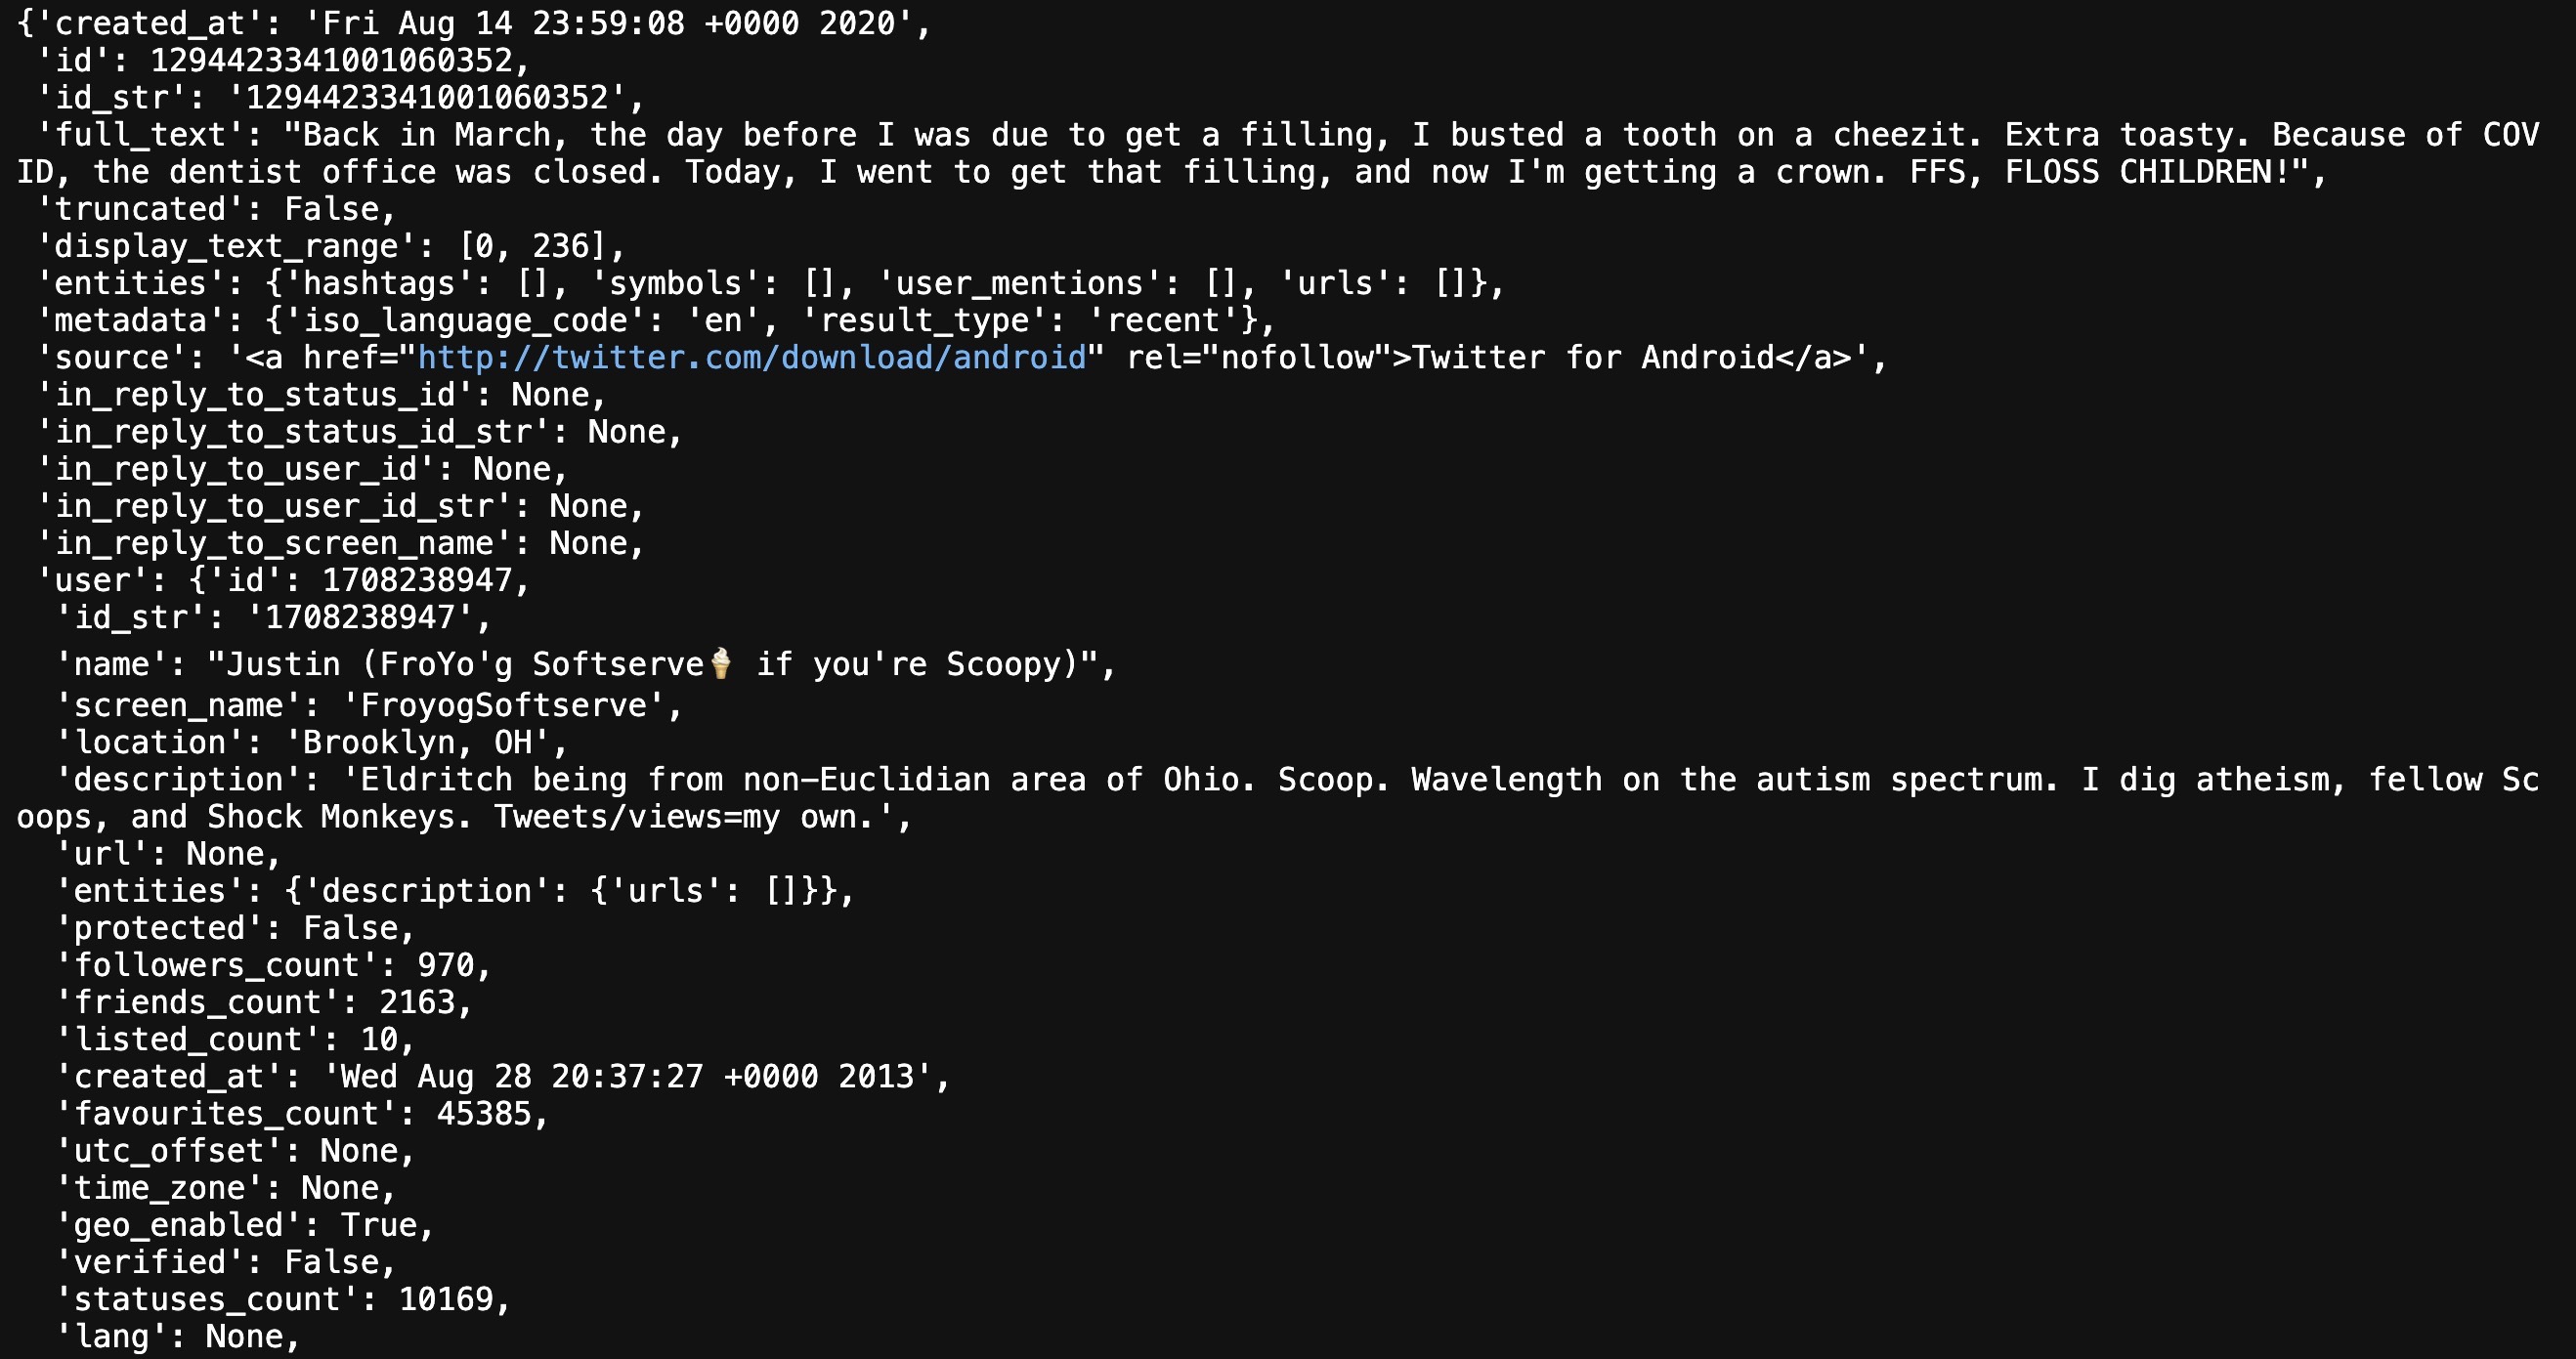 {'created_at': 'Fri Aug 14 23:59:08 +0000 2020',
'id': 1294423341001060352,
'id_str': '1294423341001060352',
'full_text': "Back in March, the day before I was due to get a filling, I busted a tooth on a cheezit. Extra toasty. Because of COV
ID, the dentist office was closed. Today, I went to get that filling, and now I'm getting a crown. FFS, FLOSS CHILDREN!",
'truncated': False,
'display_text_range': [0, 236],
'entities': {'hashtags': [], 'symbols': [], 'user_mentions': [], 'urls': []},
'metadata': {'iso_language_code': 'en', 'result_type': 'recent'},
'source': '<a href="http://twitter.com/download/android" rel="nofollow">Twitter for Android</a>',
'in_reply_to_status_id': None,
'in_reply_to_status_id_str': None,
'in_reply_to_user_id': None,
'in_reply_to_user_id_str': None,
'in_reply_to_screen_name': None,
'user': {'id': 1708238947,
'id_str': '1708238947',
'name': "Justin (FroYo'g Softserve🍦 if you're Scoopy)",
'screen_name': 'FroyogSoftserve',
'location': 'Brooklyn, OH',
'description': 'Eldritch being from non-Euclidian area of Ohio. Scoop. Wavelength on the autism spectrum. I dig atheism, fellow Sc
oops, and Shock Monkeys. Tweets/views=my own.',
'url': None,
'entities': {'description': {'urls': []}},
'protected': False,
'followers_count': 970,
'friends_count': 2163,
'listed_count': 10,
'created_at': 'Wed Aug 28 20:37:27 +0000 2013',
'favourites_count': 45385,
'utc_offset': None,
'time_zone': None,
'geo_enabled': True,
'verified': False,
'statuses_count': 10169,
'lang': None,